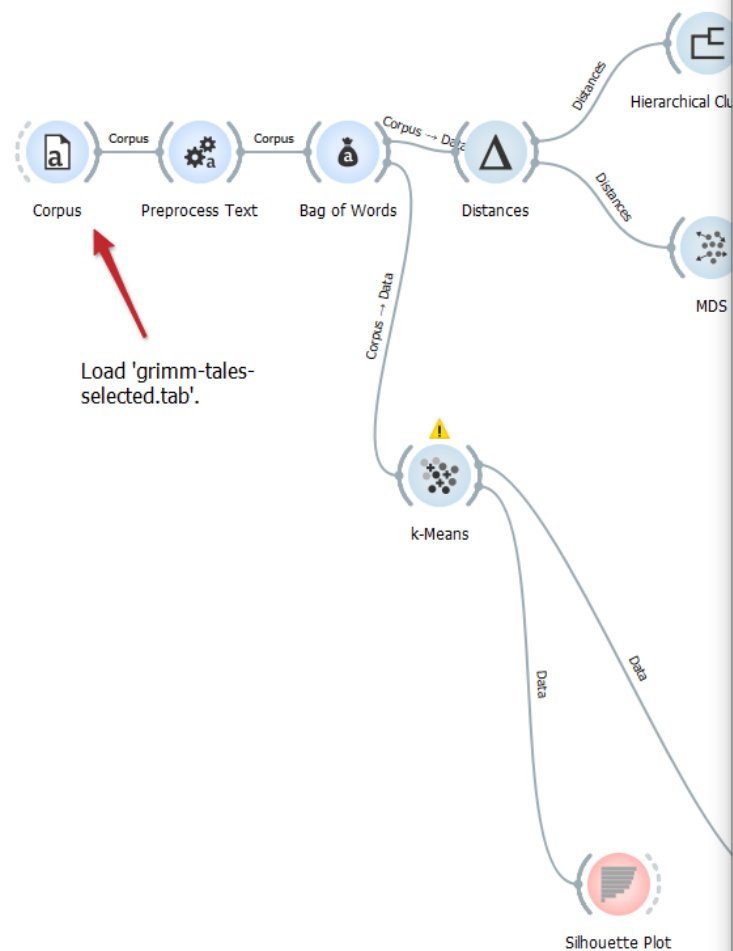 Distances
Hierarchical Clu
Corpus
Corpus
Corpus → Data
Corpus
Preprocess Text
Bag of Words
Distances
Distances
MDS
Corpus → Data
Load 'grimm-tales-
selected.tab'.
k-Means
Data
Data
Silhouette Plot